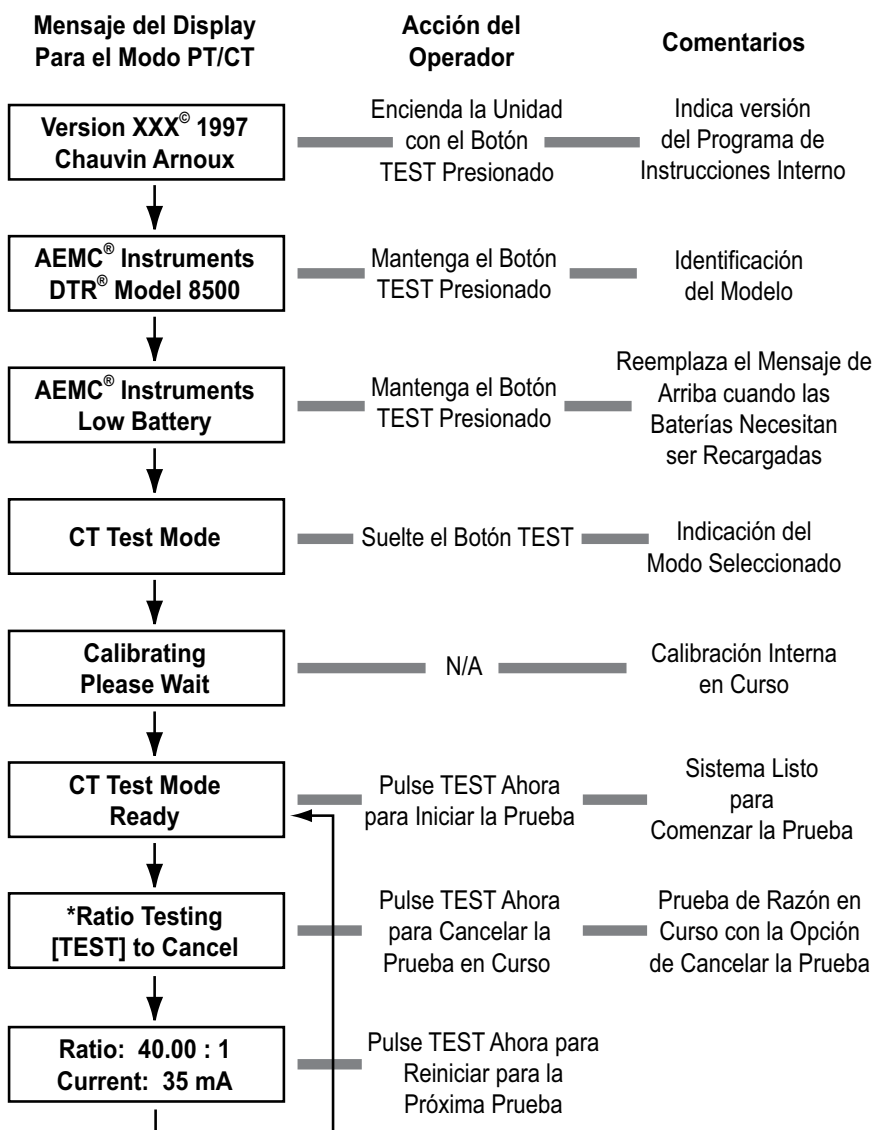 Mensaje del Display
Para el Modo PT/CT
Acción del
Operador
Comentarios
Version XXX© 1997
Chauvin Arnoux
Encienda la Unidad
con el Botón
TEST Presionado
Indica versión
del Programa de
Instrucciones Interno
AEMC® Instruments
DTR® Model 8500
Mantenga el Botón
TEST Presionado
Identificación
del Modelo
AEMC® Instruments
Low Battery
Mantenga el Botón
TEST Presionado
Reemplaza el Mensaje de
Arriba cuando las
Baterías Necesitan
ser Recargadas
CT Test Mode
Suelte el Botón TEST
Indicación del
Modo Seleccionado
Calibrating
Please Wait
N/A
Calibración Interna
en Curso
CT Test Mode
Ready
Pulse TEST Ahora
para Iniciar la Prueba
Sistema Listo
para
Comenzar la Prueba
*Ratio Testing
[TEST] to Cancel
Pulse TEST Ahora
para Cancelar la
Prueba en Curso
Prueba de Razón en
Curso con la Opción
de Cancelar la Prueba
Ratio: 40.00 : 1
Current: 35 mA
Pulse TEST Ahora para
Reiniciar para la
Próxima Prueba